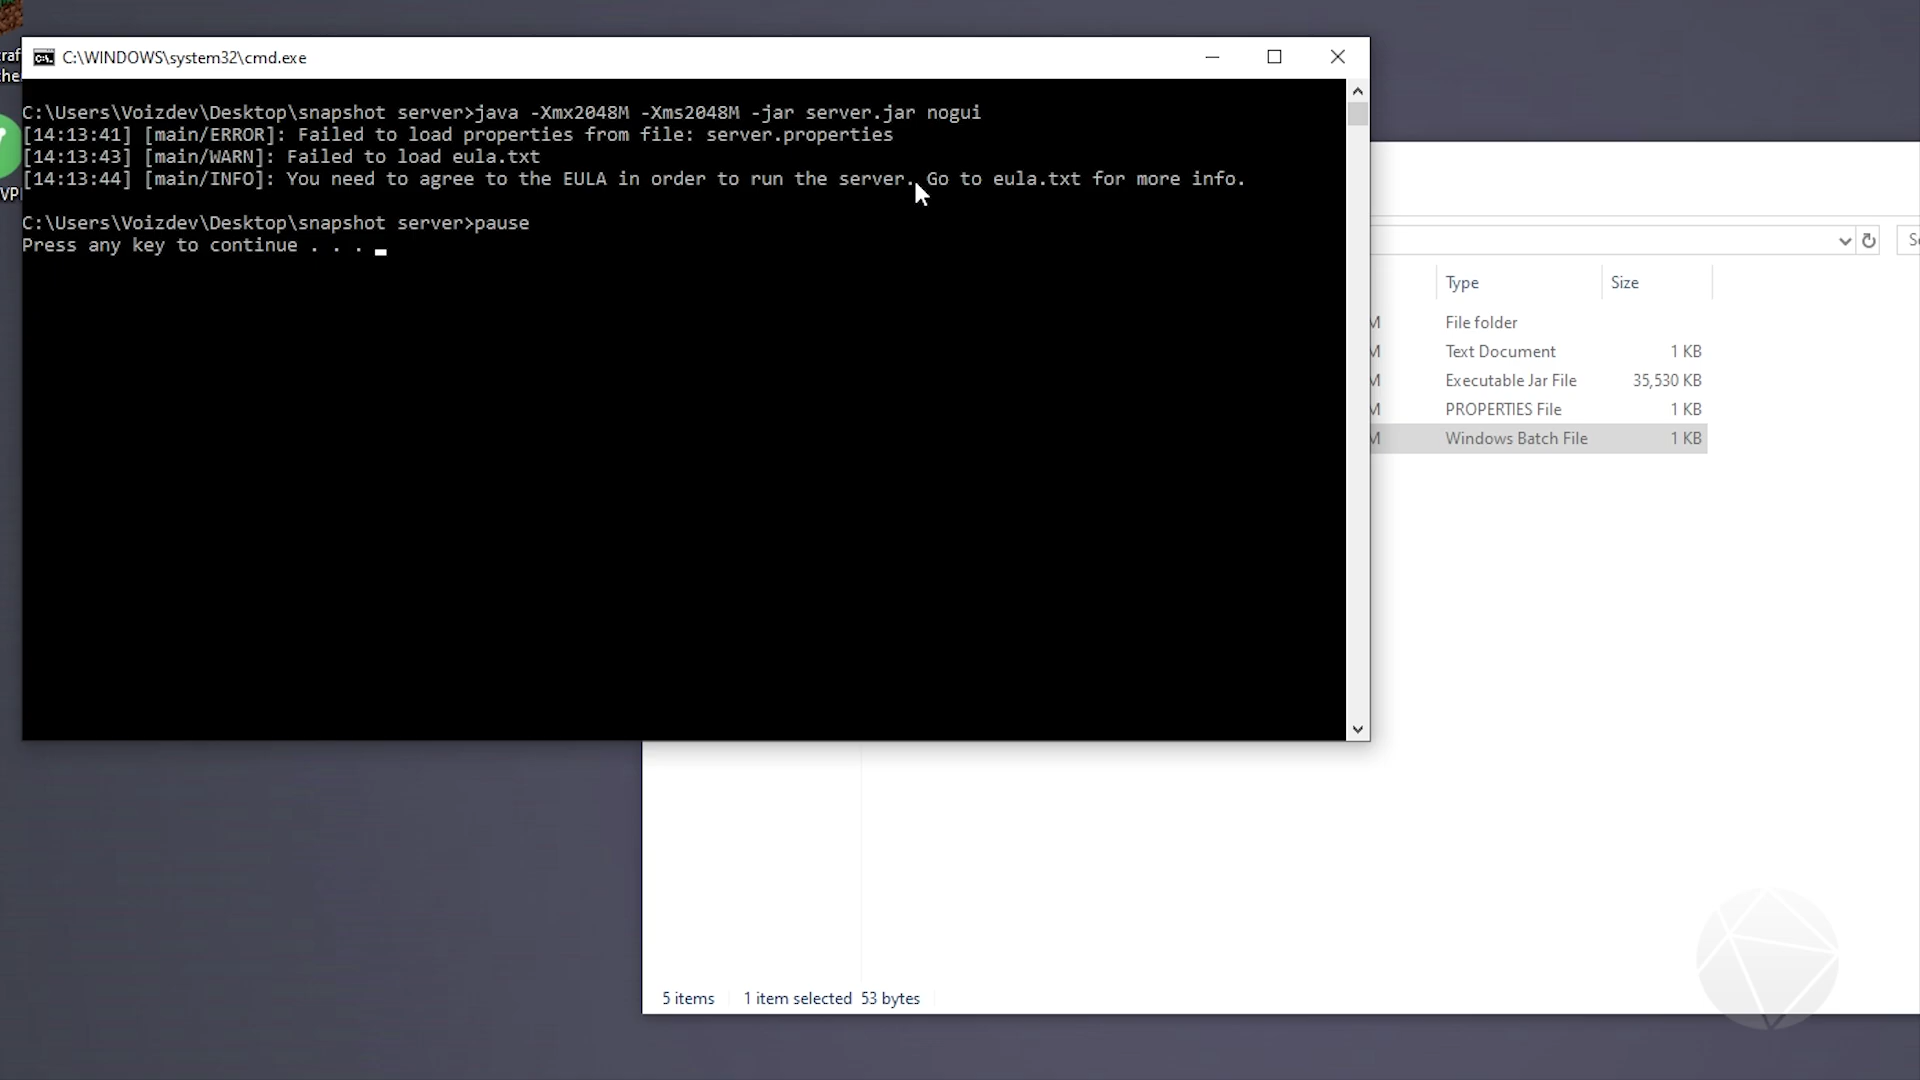 C:\WINDOWS\system32\cmd.exe
C:\Users\Voizdev\Desktop\snapshot server>java -Xmx2048M -Xms2048M -jar server.jar nogui
[14:13:41] [main/ERROR]: Failed to load properties from file: server.properties
[14:13:43] [main/WARN]: Failed to load eula.txt
[14:13:44] [main/INFO]: You need to agree to the EULA in order to run the server. Go to eula.txt for more info.
C:\Users\Voizdev\Desktop\snapshot server>pause
Press any key to continue . . .
Type Size
M File folder
M Text Document 1 KB
M Executable Jar File 35,530 KB
M PROPERTIES File 1 KB
M Windows Batch File 1 KB
5 items 1 item selected 53 bytes